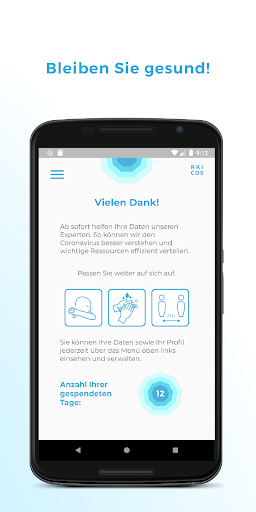 Bleiben Sie gesund!
9:12
RKI
CDS
Vielen Dank!
Ab sofort helfen Ihre Daten unseren
Experten. So können wir den
Coronavirus besser verstehen und
wichtige Ressourcen effizient verteilen.
Passen Sie weiter auf sich auf.
2m
Sie können Ihre Daten sowie Ihr Profil
jederzeit über das Menü oben links
einsehen und verwalten.
Anzahl Ihrer
gespendeten
Tage:
12